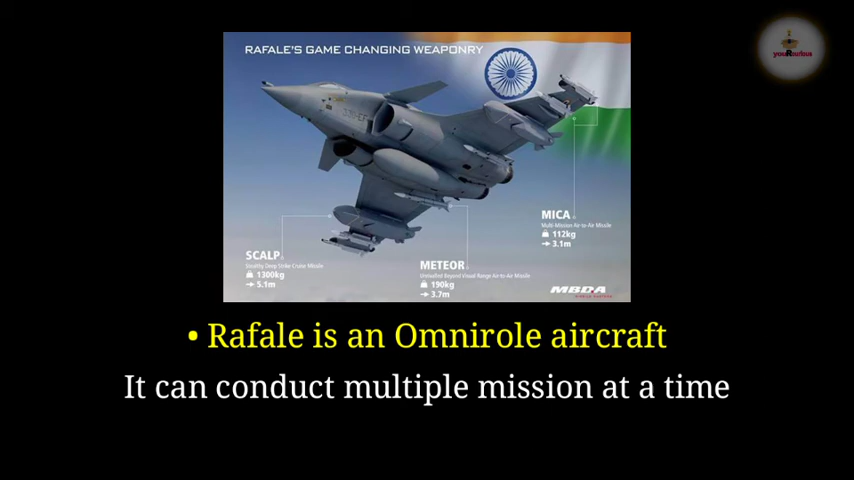 RAFALE'S GAME CHANGING WEAPONRY
youRarius
MICA
Multi-Mission Air-to-Air Missile
112kg
3.1m
SCALP
Stealthy Deep Strike Cruise Missile
1300kg
5.1m
METEOR
Unrivalled Beyond Visual Range Air-to-Air Missile
190kg
3.7m
MBDA
• Rafale is an Omnirole aircraft
It can conduct multiple mission at a time